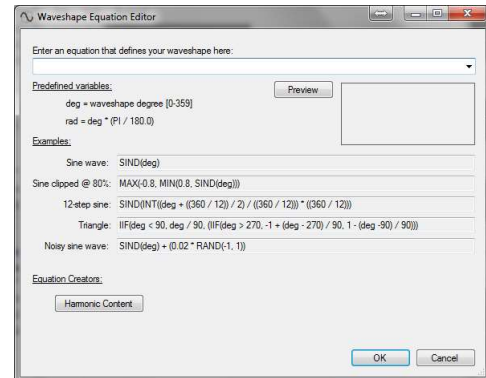 Waveshape Equation Editor
Enter an equation that defines your waveshape here:
Predefined variables:
Preview
deg = waveshape degree [0-359]
rad = deg * (PI / 180.0)
Examples:
Sine wave: SIND(deg)
Sine clipped @ 80%: MAX(-0.8, MIN(0.8, SIND(deg)))
12-step sine: SIND(INT((deg + ((360 / 12)) / 2) / ((360 / 12))) * ((360 / 12)))
Triangle: IIF(deg < 90, deg / 90, (IIF(deg > 270, -1 + (deg - 270) / 90, 1 - (deg -90) / 90)))
Noisy sine wave: SIND(deg) + (0.02 * RAND(-1, 1))
Equation Creators:
Harmonic Content
OK Cancel